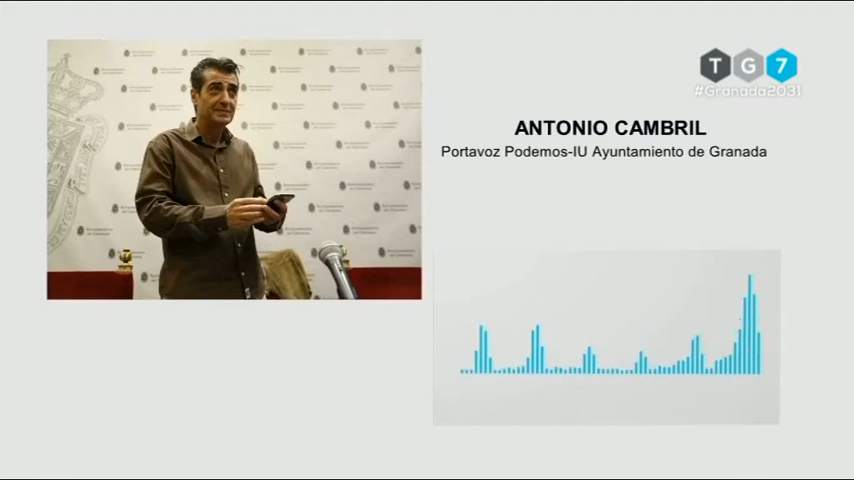 TG7
#Granada2031
ANTONIO CAMBRIL
Portavoz Podemos-IU Ayuntamiento de Granada